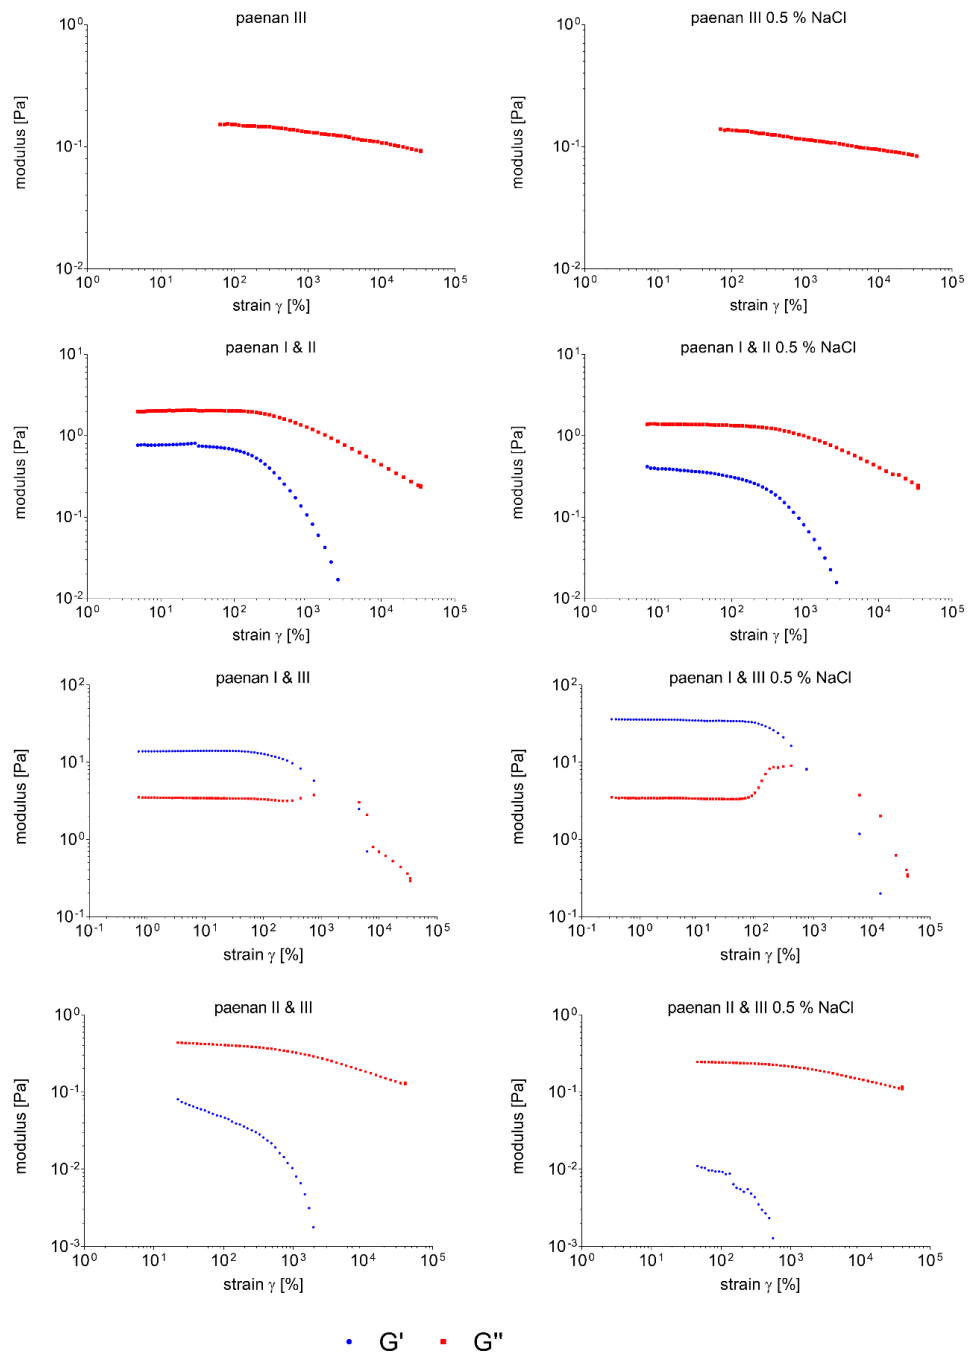 paenan III
10⁰
10⁻¹
10⁻²
modulus [Pa]
10⁰ 10¹ 10² 10³ 10⁴ 10⁵
strain γ [%]
paenan III 0.5 % NaCl
10⁰
10⁻¹
10⁻²
modulus [Pa]
10⁰ 10¹ 10² 10³ 10⁴ 10⁵
strain γ [%]
paenan I & II
10¹
10⁰
10⁻¹
10⁻²
modulus [Pa]
10⁰ 10¹ 10² 10³ 10⁴ 10⁵
strain γ [%]
paenan I & II 0.5 % NaCl
10¹
10⁰
10⁻¹
10⁻²
modulus [Pa]
10⁰ 10¹ 10² 10³ 10⁴ 10⁵
strain γ [%]
paenan I & III
10²
10¹
10⁰
10⁻¹
modulus [Pa]
10⁻¹ 10⁰ 10¹ 10² 10³ 10⁴ 10⁵
strain γ [%]
paenan I & III 0.5 % NaCl
10²
10¹
10⁰
10⁻¹
modulus [Pa]
10⁻¹ 10⁰ 10¹ 10² 10³ 10⁴ 10⁵
strain γ [%]
paenan II & III
10⁰
10⁻¹
10⁻²
10⁻³
modulus [Pa]
10⁰ 10¹ 10² 10³ 10⁴ 10⁵
strain γ [%]
paenan II & III 0.5 % NaCl
10⁰
10⁻¹
10⁻²
10⁻³
modulus [Pa]
10⁰ 10¹ 10² 10³ 10⁴ 10⁵
strain γ [%]
G' G"